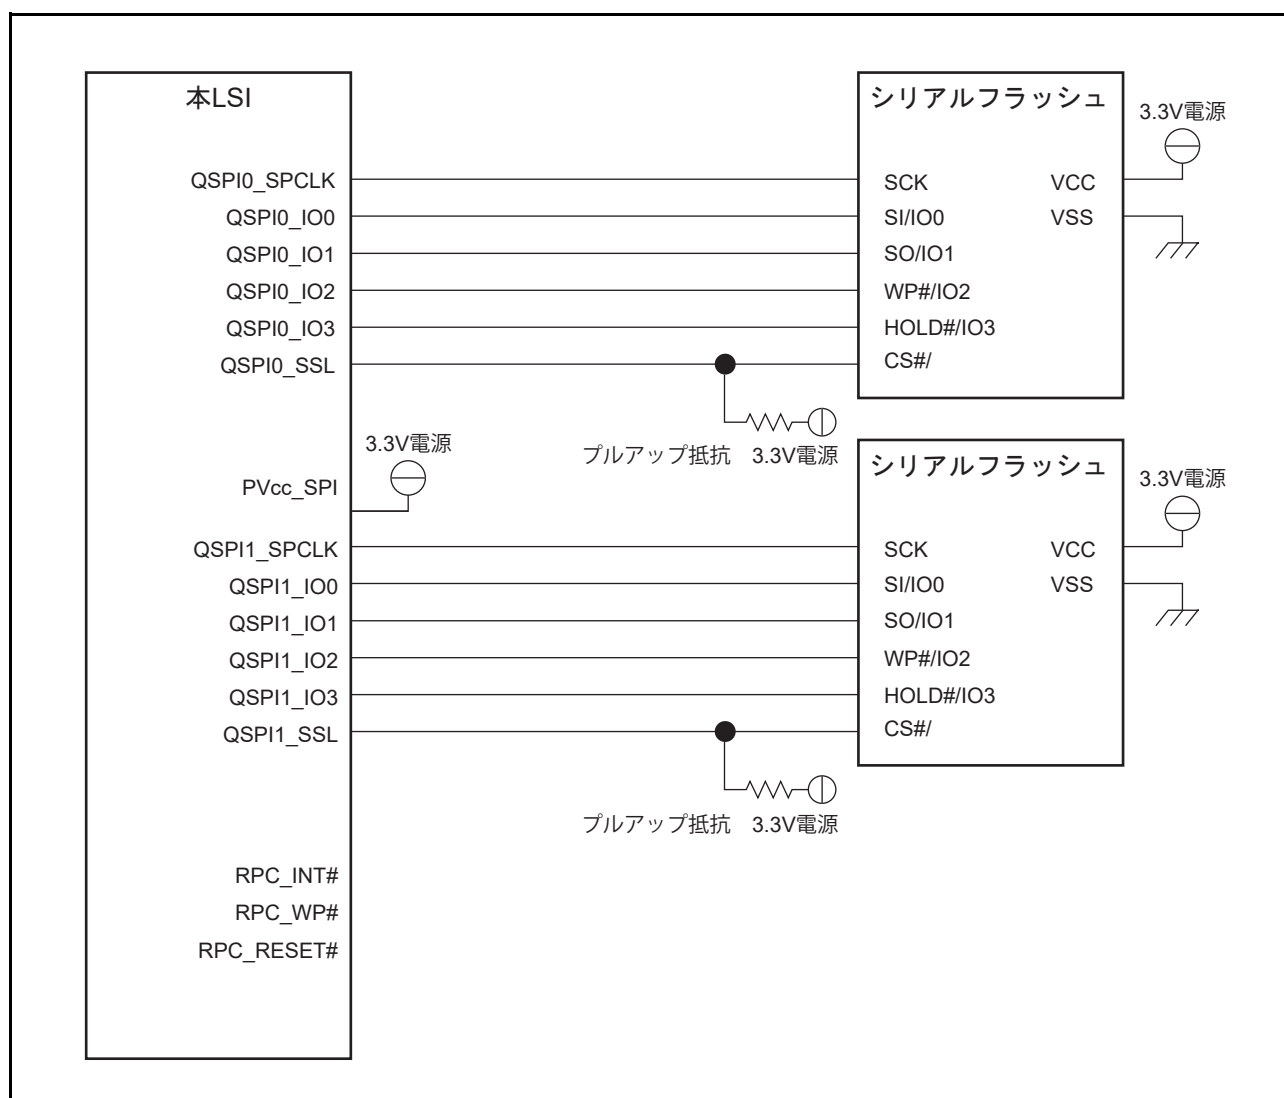 本LSI
QSPI0_SPCLK
QSPI0_IO0
QSPI0_IO1
QSPI0_IO2
QSPI0_IO3
QSPI0_SSL
シリアルフラッシュ
3.3V電源
SCK VCC
SI/IO0 VSS
SO/IO1
WP#/IO2
HOLD#/IO3
CS#/
プルアップ抵抗 3.3V電源
3.3V電源
PVcc_SPI
QSPI1_SPCLK
QSPI1_IO0
QSPI1_IO1
QSPI1_IO2
QSPI1_IO3
QSPI1_SSL
シリアルフラッシュ
3.3V電源
SCK VCC
SI/IO0 VSS
SO/IO1
WP#/IO2
HOLD#/IO3
CS#/
プルアップ抵抗 3.3V電源
RPC_INT#
RPC_WP#
RPC_RESET#